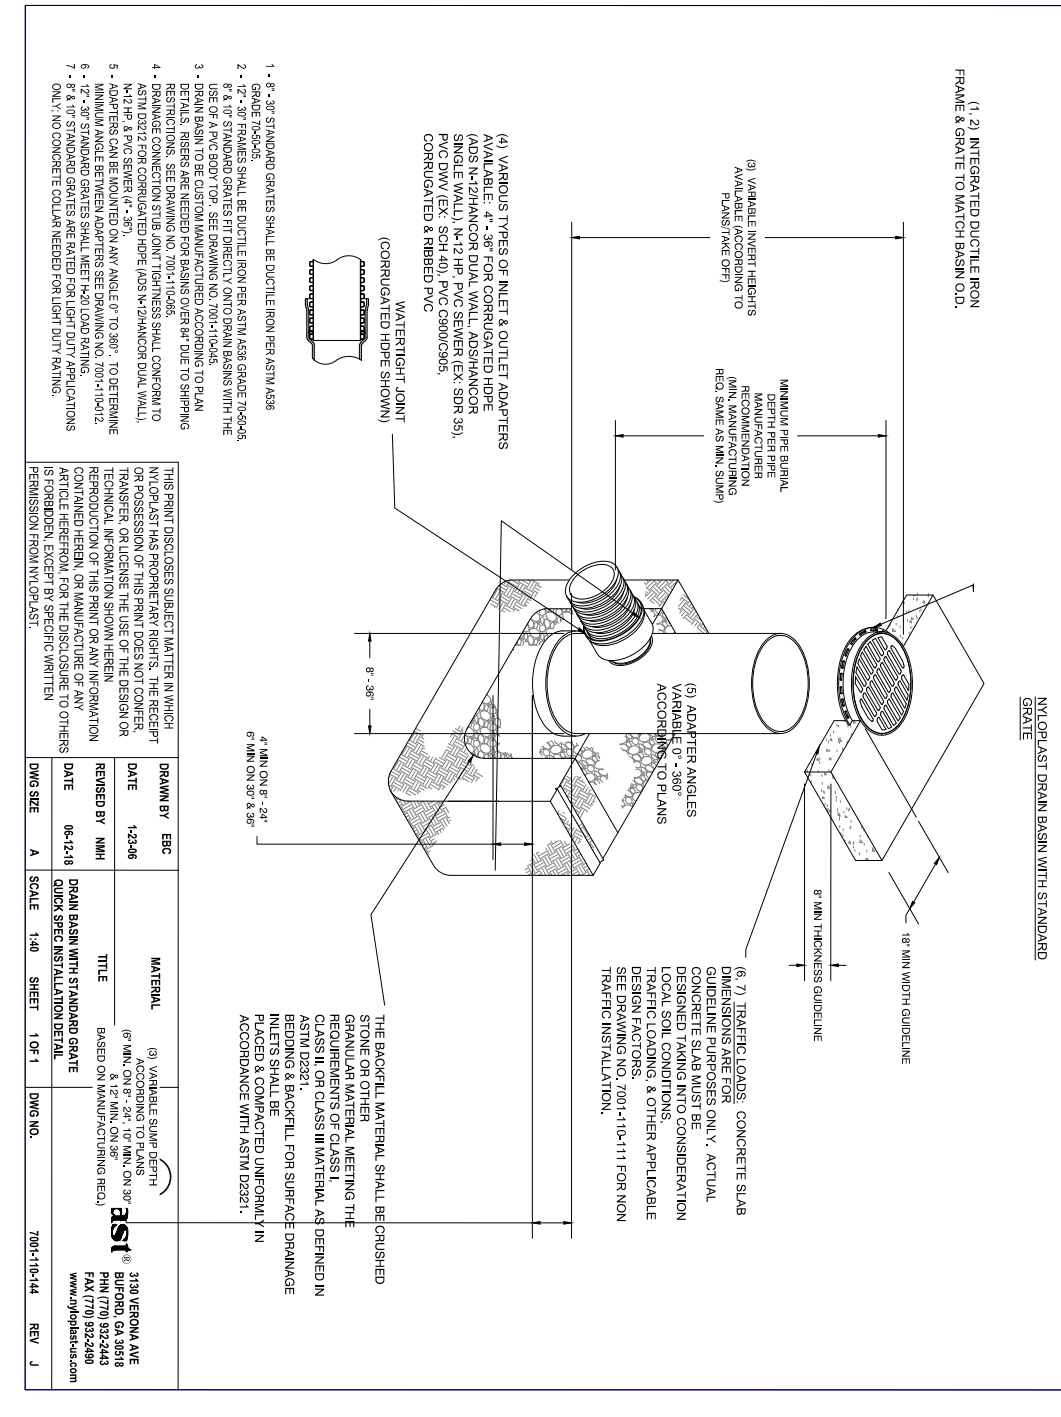 NYLOPLAST DRAIN BASIN WITH STANDARD
GRATE
(1, 2) INTEGRATED DUCTILE IRON
FRAME & GRATE TO MATCH BASIN O.D.
(3) VARIABLE INVERT HEIGHTS
AVAILABLE (ACCORDING TO
PLANS/TAKE OFF)
MINIMUM PIPE BURIAL
DEPTH PER PIPE
MANUFACTURER
RECOMMENDATION
(MIN. MANUFACTURING
REQ. SAME AS MIN. SUMP)
(4) VARIOUS TYPES OF INLET & OUTLET ADAPTERS
AVAILABLE: 4" - 36" FOR CORRUGATED HDPE
(ADS N-12/HANCOR DUAL WALL, ADS/HANCOR
SINGLE WALL), N-12 HP, PVC SEWER (EX: SDR 35),
PVC DWV (EX: SCH 40), PVC C900/C905,
CORRUGATED & RIBBED PVC
WATERTIGHT JOINT
(CORRUGATED HDPE SHOWN)
18" MIN WIDTH GUIDELINE
8" MIN THICKNESS GUIDELINE
(6, 7) TRAFFIC LOADS: CONCRETE SLAB
DIMENSIONS ARE FOR
GUIDELINE PURPOSES ONLY. ACTUAL
CONCRETE SLAB MUST BE
DESIGNED TAKING INTO CONSIDERATION
LOCAL SOIL CONDITIONS,
TRAFFIC LOADING, & OTHER APPLICABLE
DESIGN FACTORS.
SEE DRAWING NO. 7001-110-111 FOR NON
TRAFFIC INSTALLATION.
(5) ADAPTER ANGLES
VARIABLE 0° - 360°
ACCORDING TO PLANS
8" - 36"
4" MIN ON 8" - 24"
6" MIN ON 30" & 36"
THE BACKFILL MATERIAL SHALL BE CRUSHED
STONE OR OTHER
GRANULAR MATERIAL MEETING THE
REQUIREMENTS OF CLASS I,
CLASS II, OR CLASS III MATERIAL AS DEFINED IN
ASTM D2321.
BEDDING & BACKFILL FOR SURFACE DRAINAGE
INLETS SHALL BE
PLACED & COMPACTED UNIFORMLY IN
ACCORDANCE WITH ASTM D2321.
1 - 8" - 30" STANDARD GRATES SHALL BE DUCTILE IRON PER ASTM A536
GRADE 70-50-05.
2 - 12" - 30" FRAMES SHALL BE DUCTILE IRON PER ASTM A536 GRADE 70-50-05.
8" & 10" STANDARD GRATES FIT DIRECTLY ONTO DRAIN BASINS WITH THE
USE OF A PVC BODY TOP. SEE DRAWING NO. 7001-110-045.
3 - DRAIN BASIN TO BE CUSTOM MANUFACTURED ACCORDING TO PLAN
DETAILS. RISERS ARE NEEDED FOR BASINS OVER 84" DUE TO SHIPPING
RESTRICTIONS. SEE DRAWING NO. 7001-110-065.
4 - DRAINAGE CONNECTION STUB JOINT TIGHTNESS SHALL CONFORM TO
ASTM D3212 FOR CORRUGATED HDPE (ADS N-12/HANCOR DUAL WALL),
N-12 HP, & PVC SEWER (4" - 36").
5 - ADAPTERS CAN BE MOUNTED ON ANY ANGLE 0° TO 360°. TO DETERMINE
MINIMUM ANGLE BETWEEN ADAPTERS SEE DRAWING NO. 7001-110-012.
6 - 12" - 30" STANDARD GRATES SHALL MEET H-20 LOAD RATING.
7 - 8" & 10" STANDARD GRATES ARE RATED FOR LIGHT DUTY APPLICATIONS
ONLY; NO CONCRETE COLLAR NEEDED FOR LIGHT DUTY RATING.
THIS PRINT DISCLOSES SUBJECT MATTER IN WHICH
NYLOPLAST HAS PROPRIETARY RIGHTS. THE RECEIPT
OR POSSESSION OF THIS PRINT DOES NOT CONFER,
TRANSFER, OR LICENSE THE USE OF THE DESIGN OR
TECHNICAL INFORMATION SHOWN HEREIN
REPRODUCTION OF THIS PRINT OR ANY INFORMATION
CONTAINED HEREIN, OR MANUFACTURE OF ANY
ARTICLE HEREFROM, FOR THE DISCLOSURE TO OTHERS
IS FORBIDDEN, EXCEPT BY SPECIFIC WRITTEN
PERMISSION FROM NYLOPLAST.
DRAWN BY EBC
DATE 1-23-06
REVISED BY NMH
DATE 06-12-18
DWG SIZE A
MATERIAL
(3) VARIABLE SUMP DEPTH
ACCORDING TO PLANS
(6" MIN. ON 8" - 24", 10" MIN. ON 30"
& 12" MIN. ON 36"
BASED ON MANUFACTURING REQ.)
TITLE
DRAIN BASIN WITH STANDARD GRATE
QUICK SPEC INSTALLATION DETAIL
SCALE 1:40 SHEET 1 OF 1
ast®
3130 VERONA AVE
BUFORD, GA 30518
PHN (770) 932-2443
FAX (770) 932-2490
www.nyloplast-us.com
DWG NO. 7001-110-144 REV J